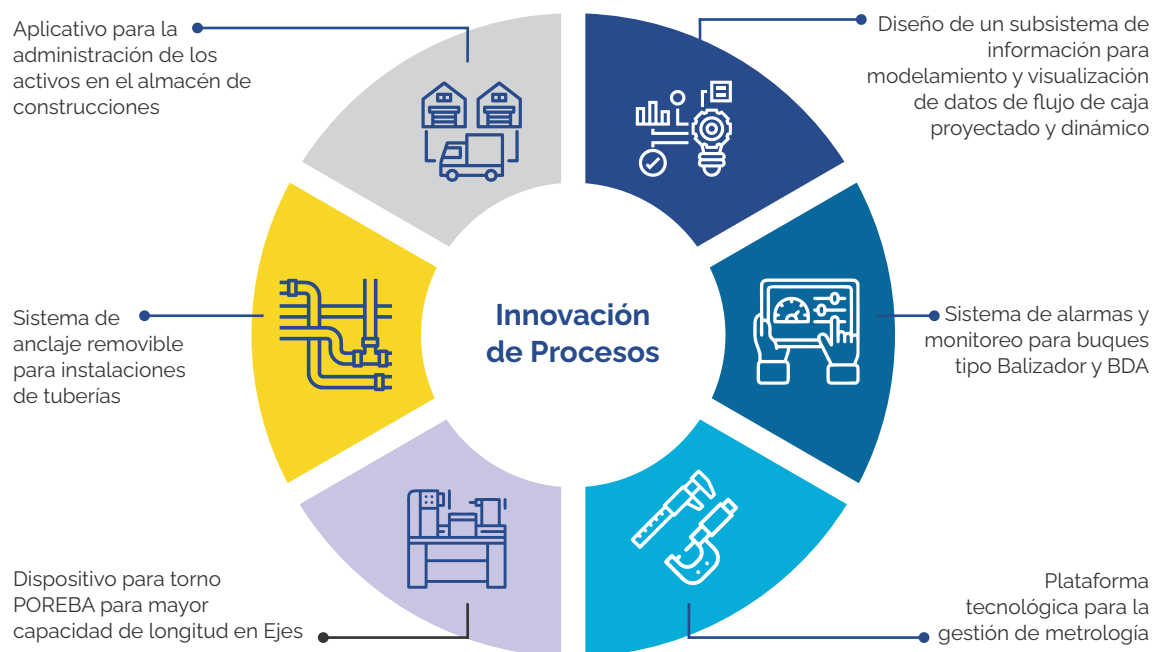 Aplicativo para la
administración de los
activos en el almacén de
construcciones
Diseño de un subsistema de
información para
modelamiento y visualización
de datos de flujo de caja
proyectado y dinámico
Innovación
de Procesos
Sistema de
anclaje removible
para instalaciones
de tuberías
Sistema de alarmas y
monitoreo para buques
tipo Balizador y BDA
Dispositivo para torno
POREBA para mayor
capacidad de longitud en Ejes
Plataforma
tecnológica para la
gestión de metrología